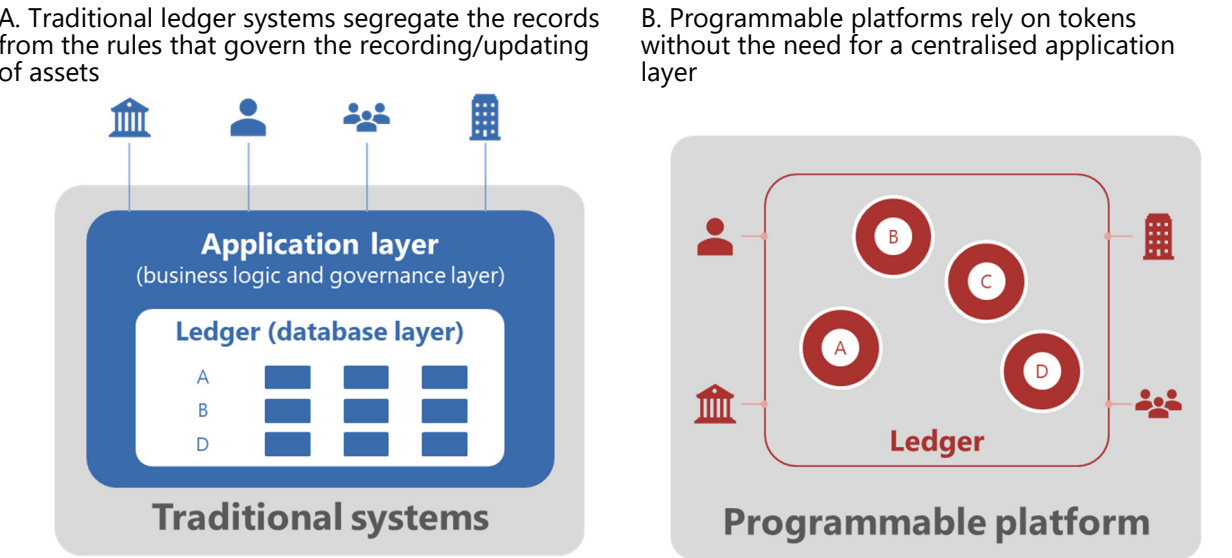 A. Traditional ledger systems segregate the records
from the rules that govern the recording/updating
of assets
Application layer
(business logic and governance layer)
Ledger (database layer)
A
B
D
Traditional systems
B. Programmable platforms rely on tokens
without the need for a centralised application
layer
B
C
A
D
Ledger
Programmable platform